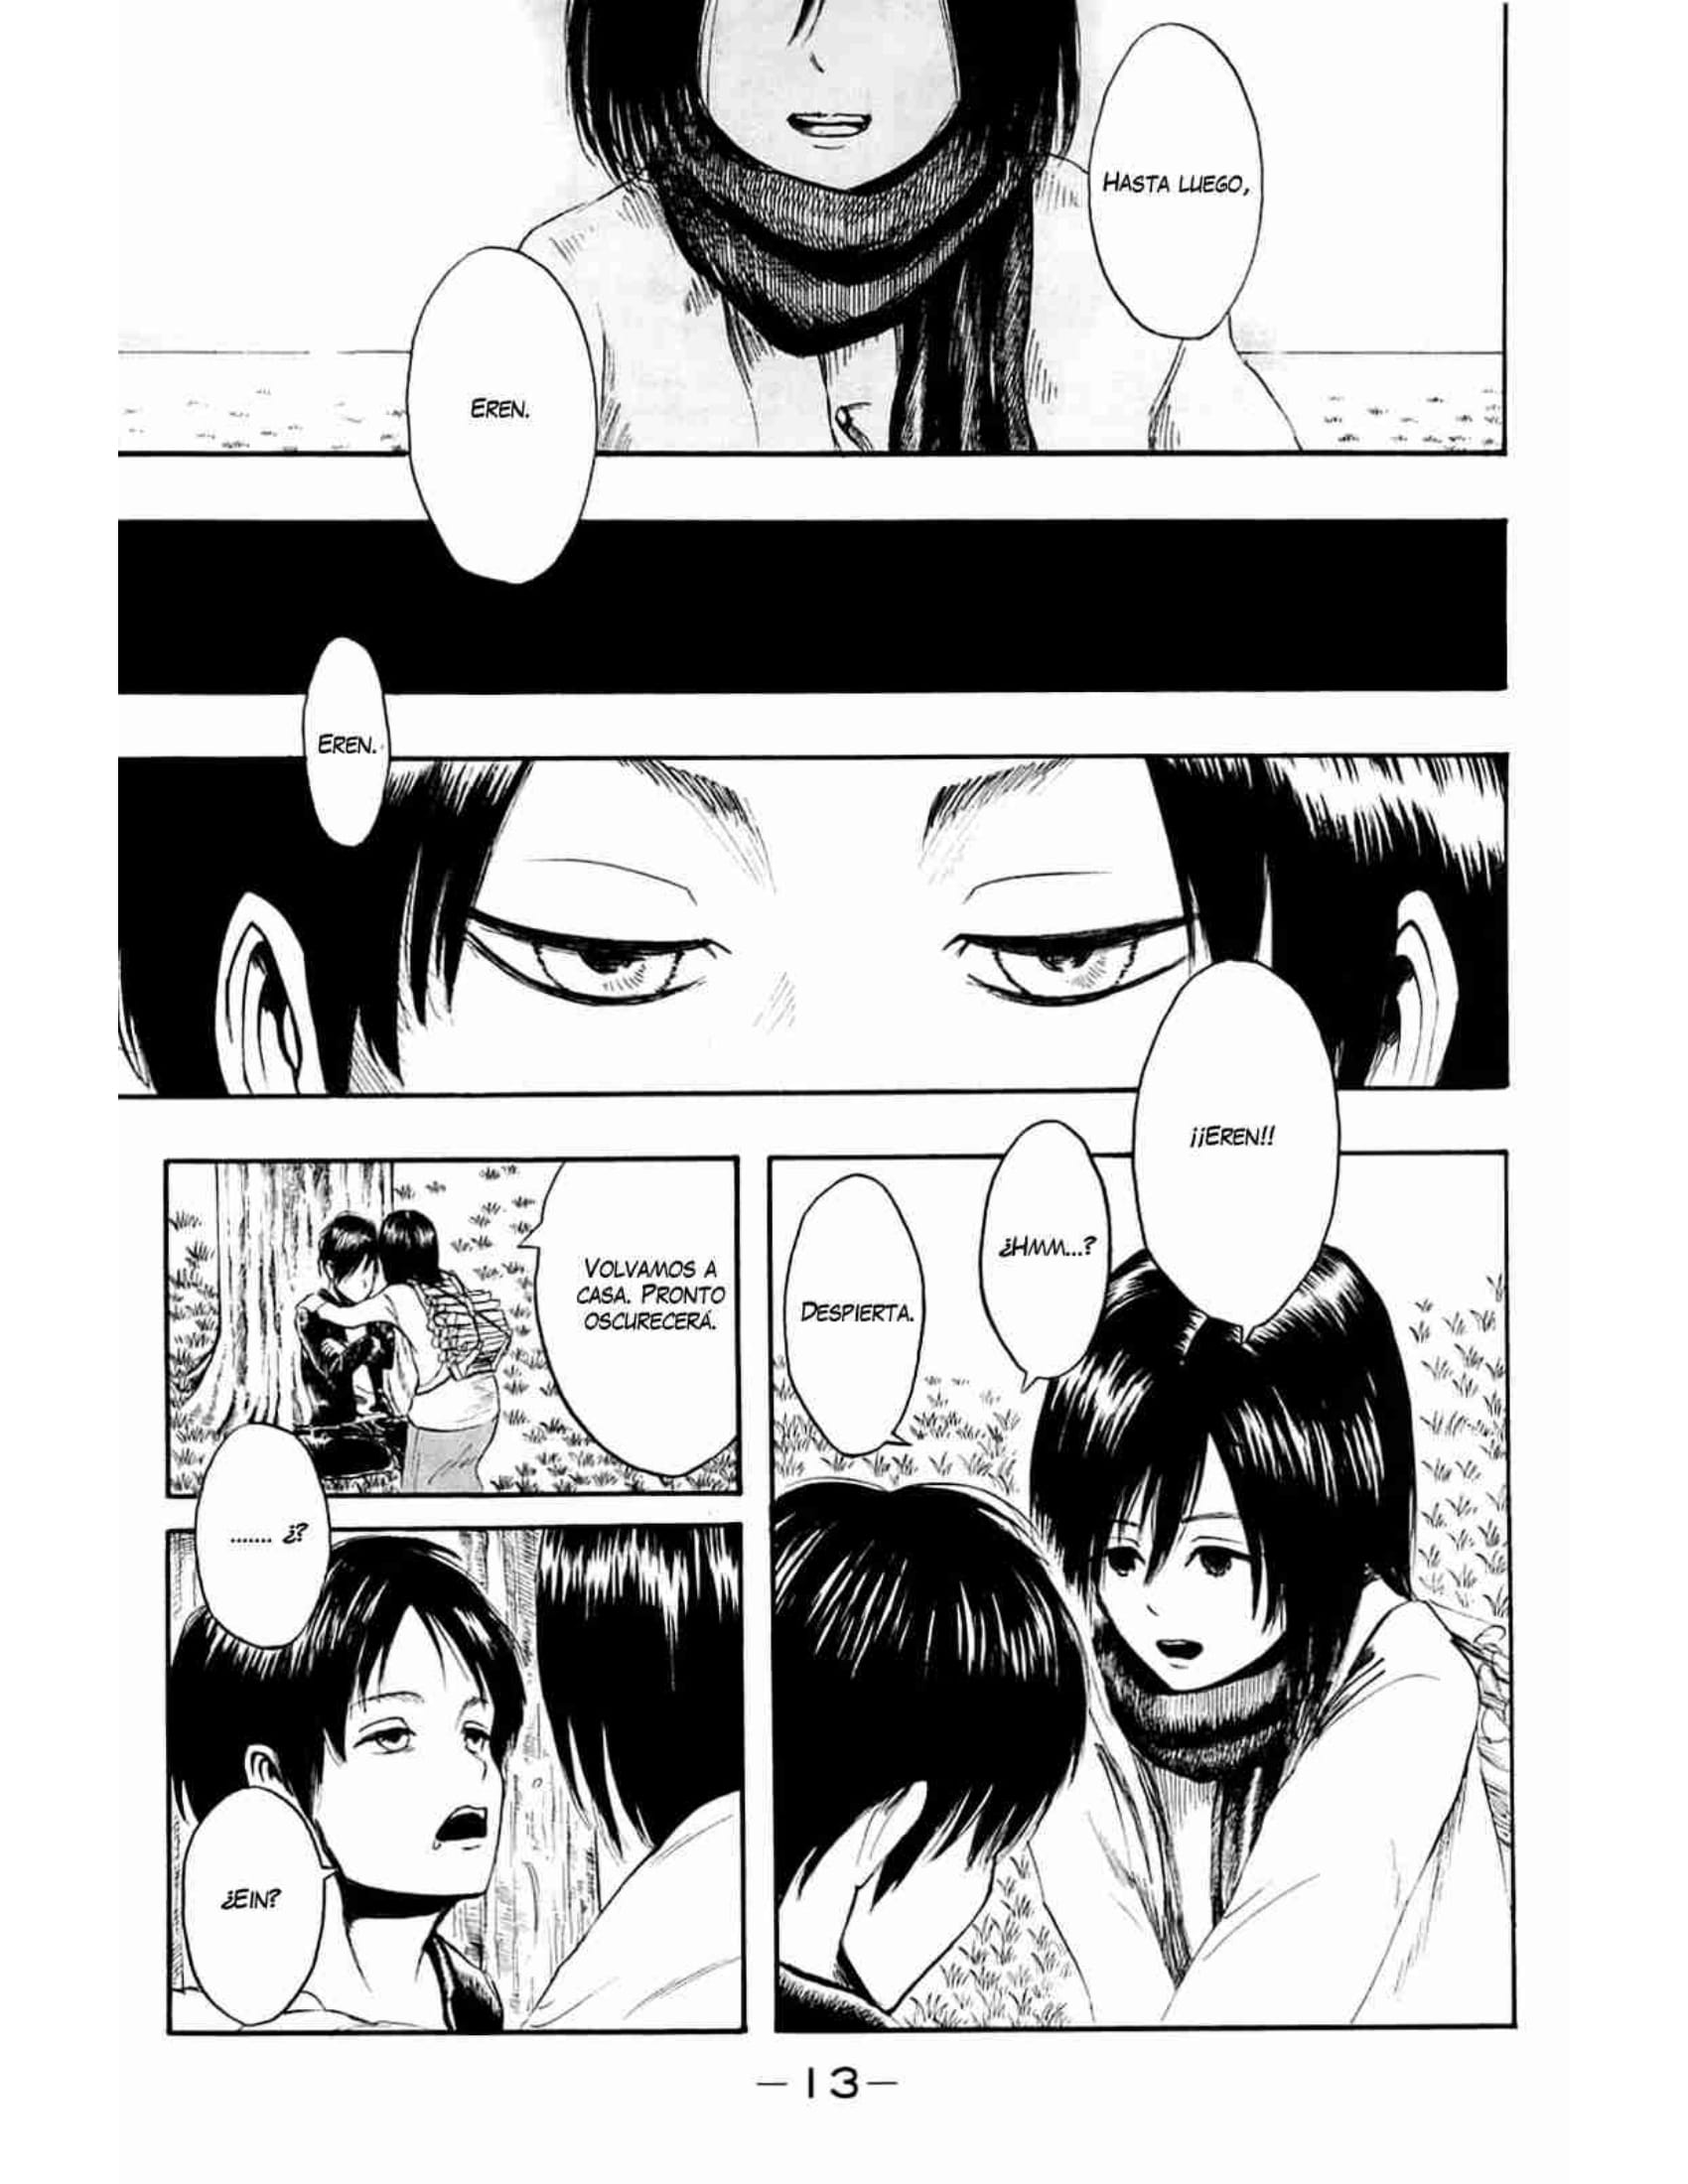 HASTA LUEGO,
EREN.
EREN.
¡¡EREN!!
¿HMM...?
DESPIERTA.
VOLVAMOS A
CASA. PRONTO
OSCURECERÁ.
....... ¿?
¿EIN?
—13—